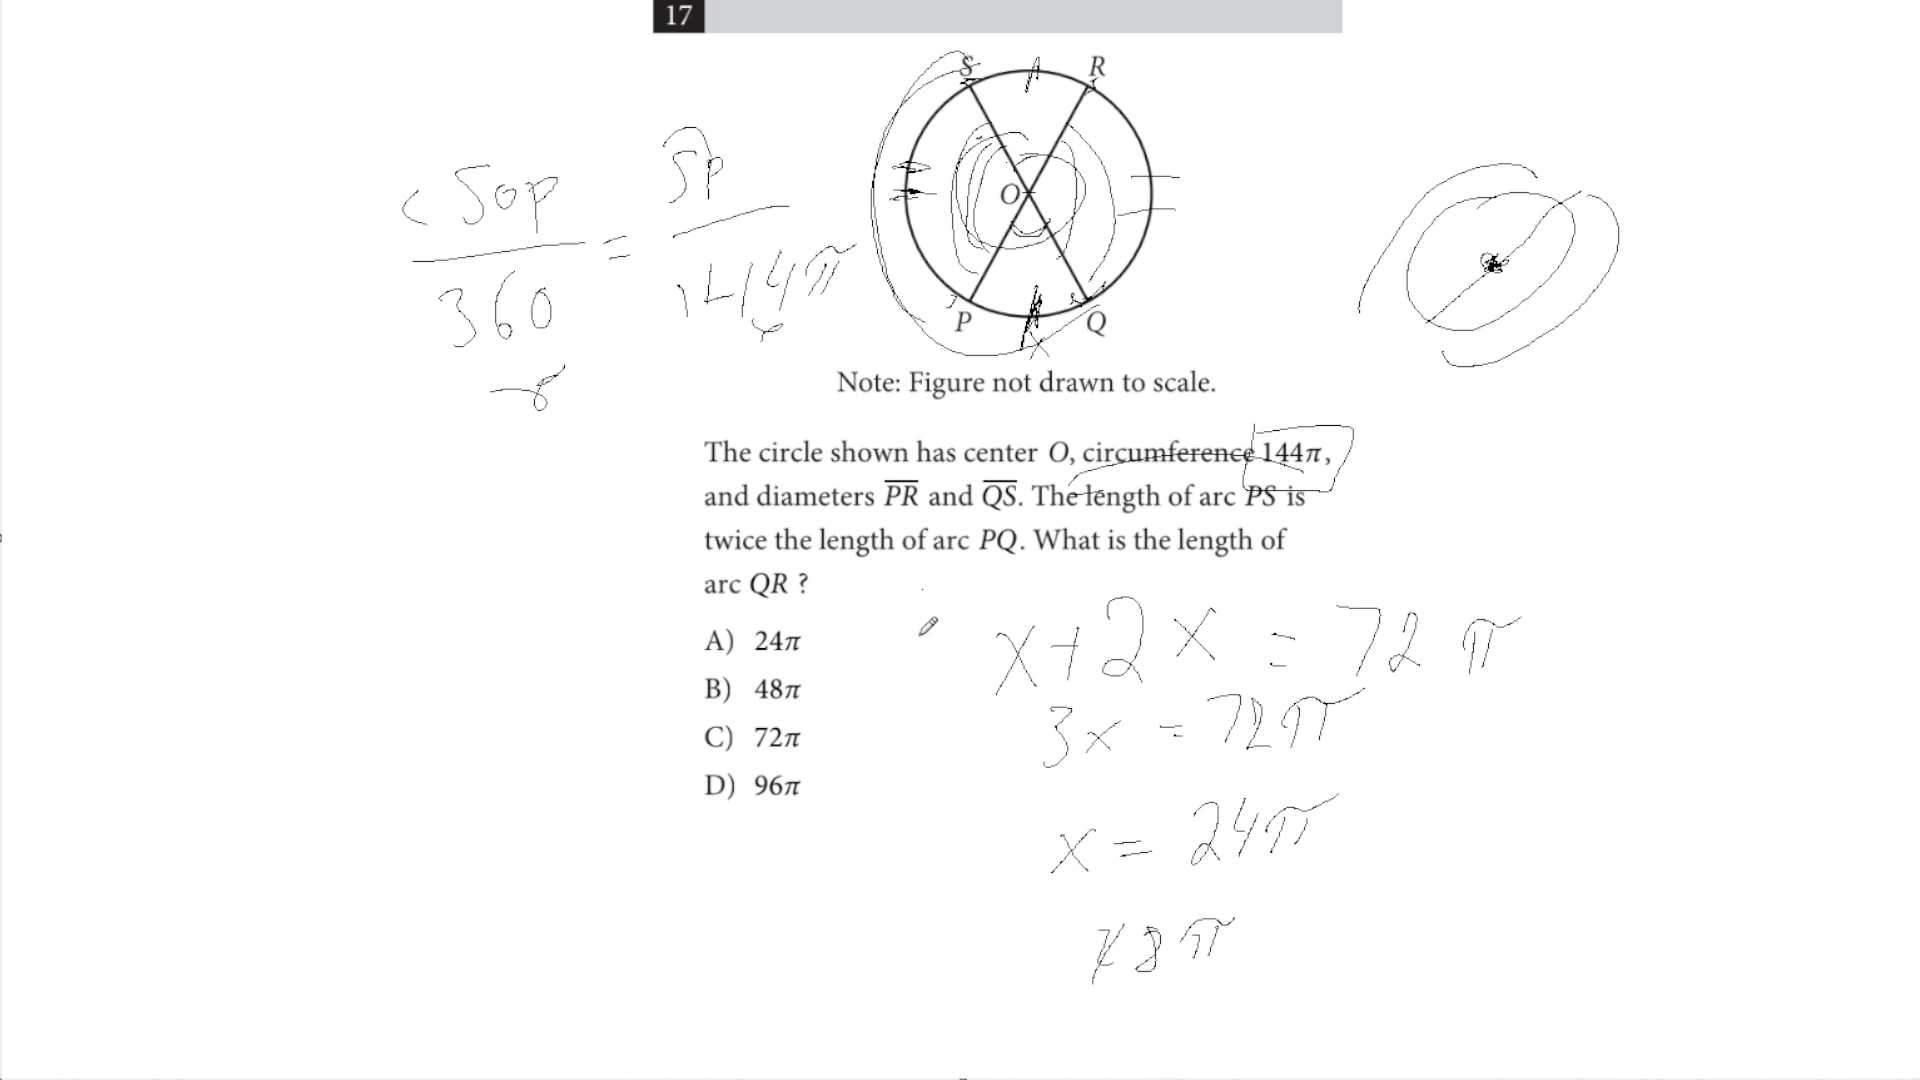 17
S R
O
P Q
x
Note: Figure not drawn to scale.
<SOP / 360 = SP / 144π
The circle shown has center O, circumference 144π,
and diameters PR and QS. The length of arc PS is
twice the length of arc PQ. What is the length of
arc QR ?
A) 24π
B) 48π
C) 72π
D) 96π
x+2x = 72π
3x = 72π
x = 24π
48π